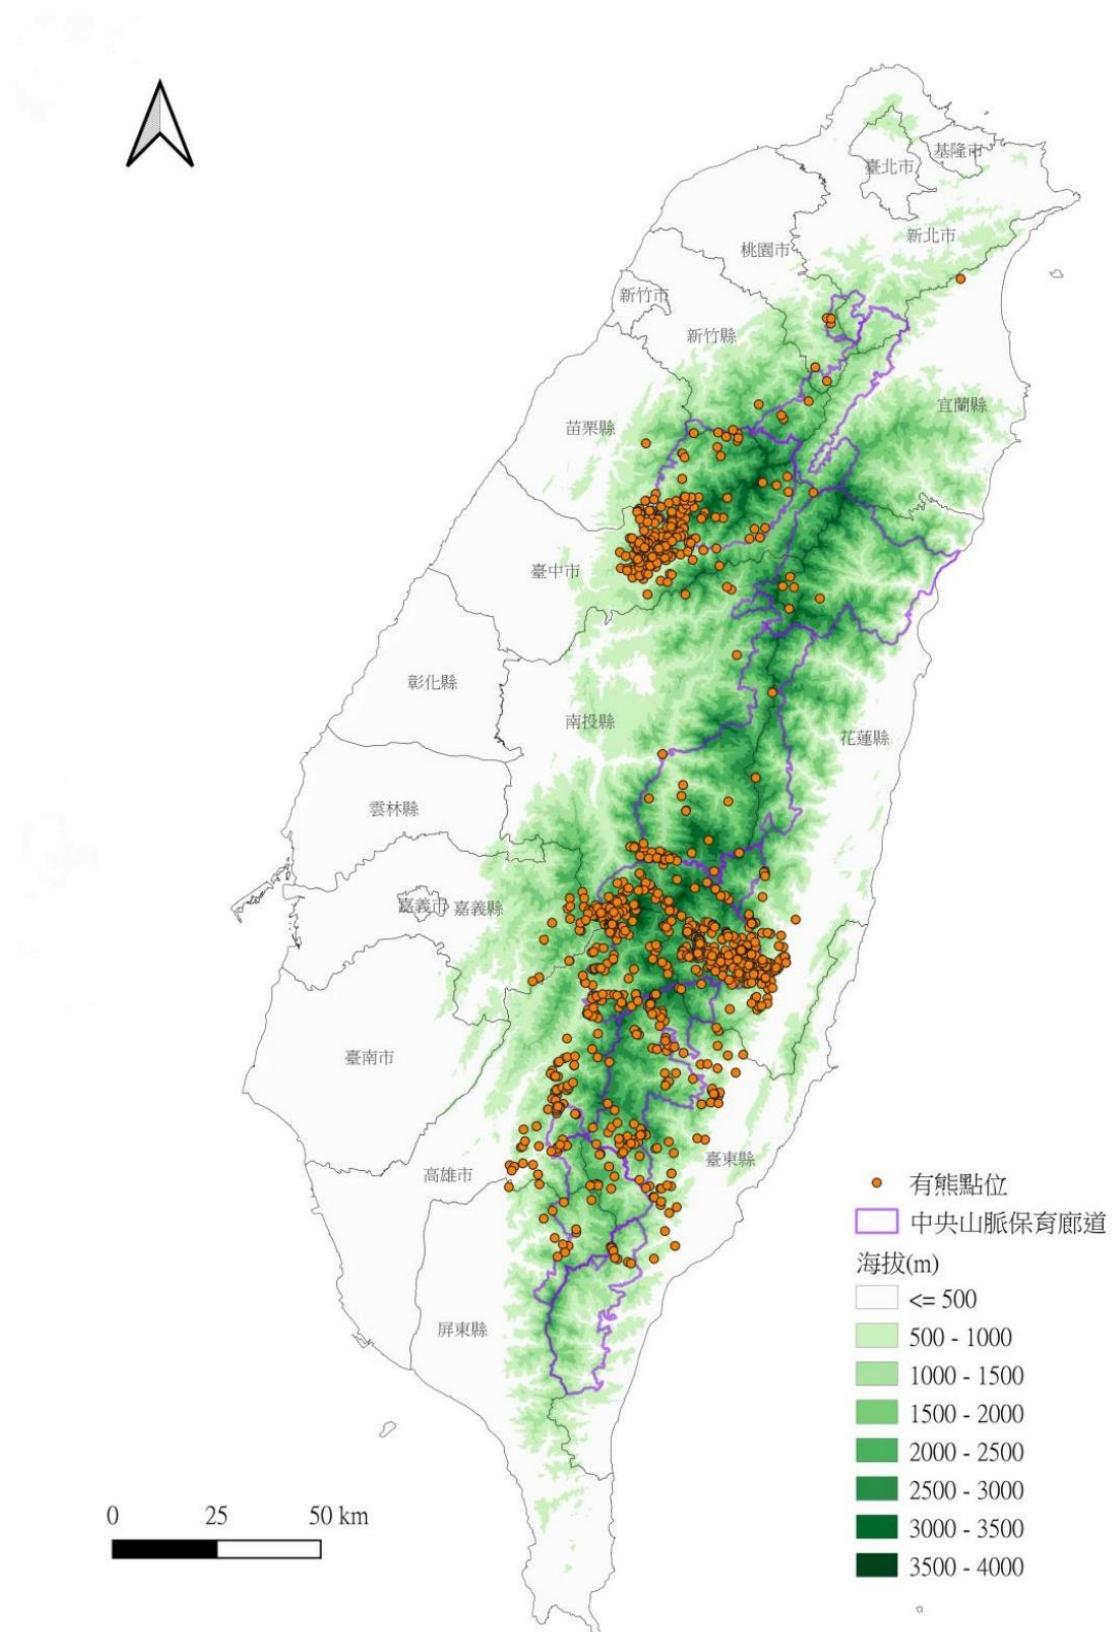 基隆市
臺北市
新北市
桃園市
新竹市
新竹縣
宜蘭縣
苗栗縣
臺中市
彰化縣
南投縣
花蓮縣
雲林縣
嘉義市 嘉義縣
臺南市
臺東縣
高雄市
屏東縣
有熊點位
中央山脈保育廊道
海拔(m)
<= 500
500 - 1000
1000 - 1500
1500 - 2000
2000 - 2500
2500 - 3000
3000 - 3500
3500 - 4000
0 25 50 km